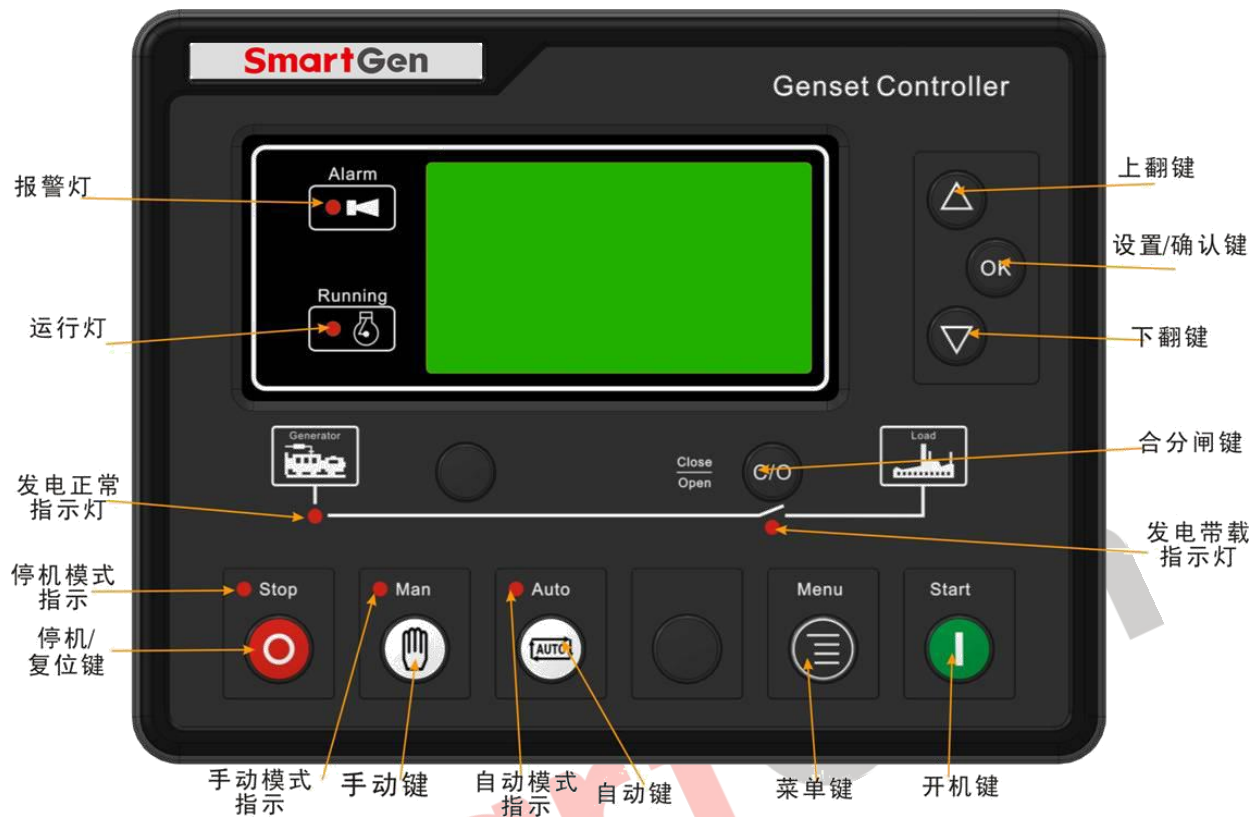 SmartGen
Genset Controller
Alarm
报警灯
上翻键
设置/确认键
OK
Running
运行灯
下翻键
Generator
Load
合分闸键
Close
Open
C/O
发电正常
指示灯
发电带载
指示灯
停机模式
指示
Stop
Man
Auto
Menu
Start
停机/
复位键
AUTO
手动模式
指示
手动键
自动模式
指示
自动键
菜单键
开机键